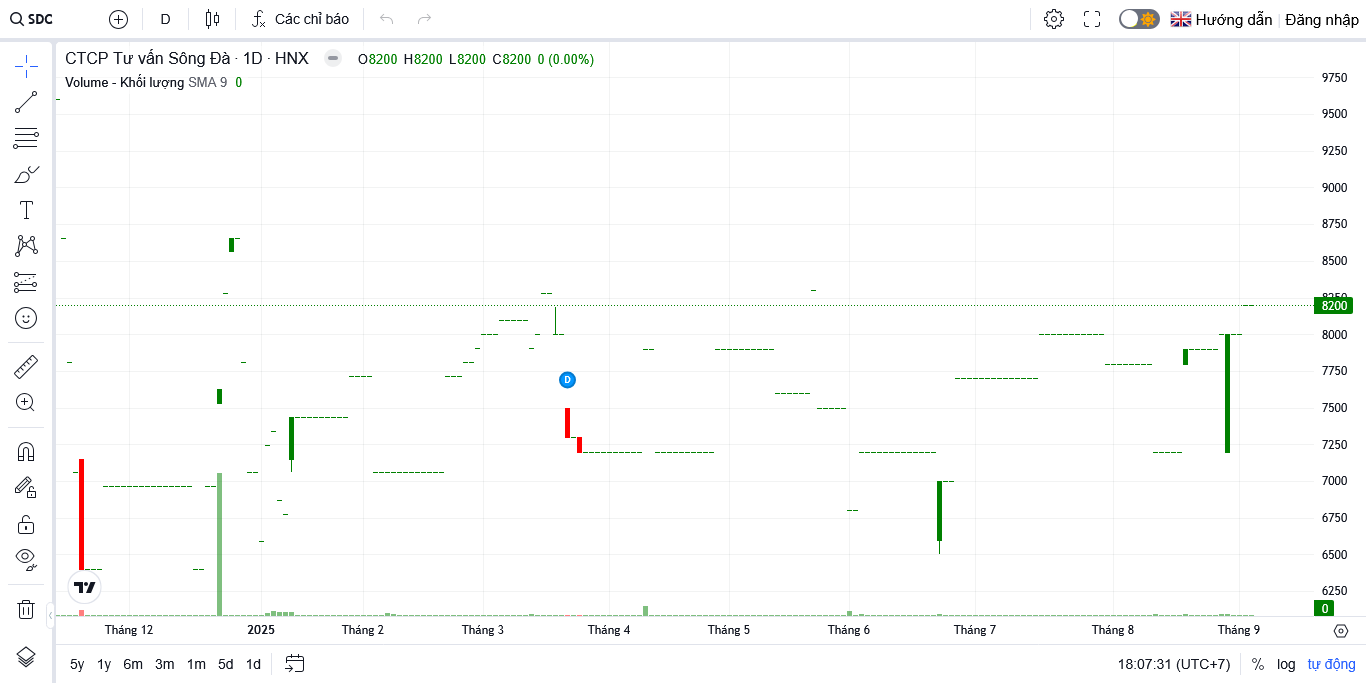 SDC D Các chỉ báo Hướng dẫn Đăng nhập
CTCP Tư vấn Sông Đà · 1D · HNX O8200 H8200 L8200 C8200 0 (0.00%)
Volume - Khối lượng SMA 9 0
9750
9500
9250
9000
8750
8500
8250
8200
8000
D
7750
7500
7250
7000
6750
6500
6250
0
Tháng 12 2025 Tháng 2 Tháng 3 Tháng 4 Tháng 5 Tháng 6 Tháng 7 Tháng 8 Tháng 9
5y 1y 6m 3m 1m 5d 1d 18:07:31 (UTC+7) % log tự động